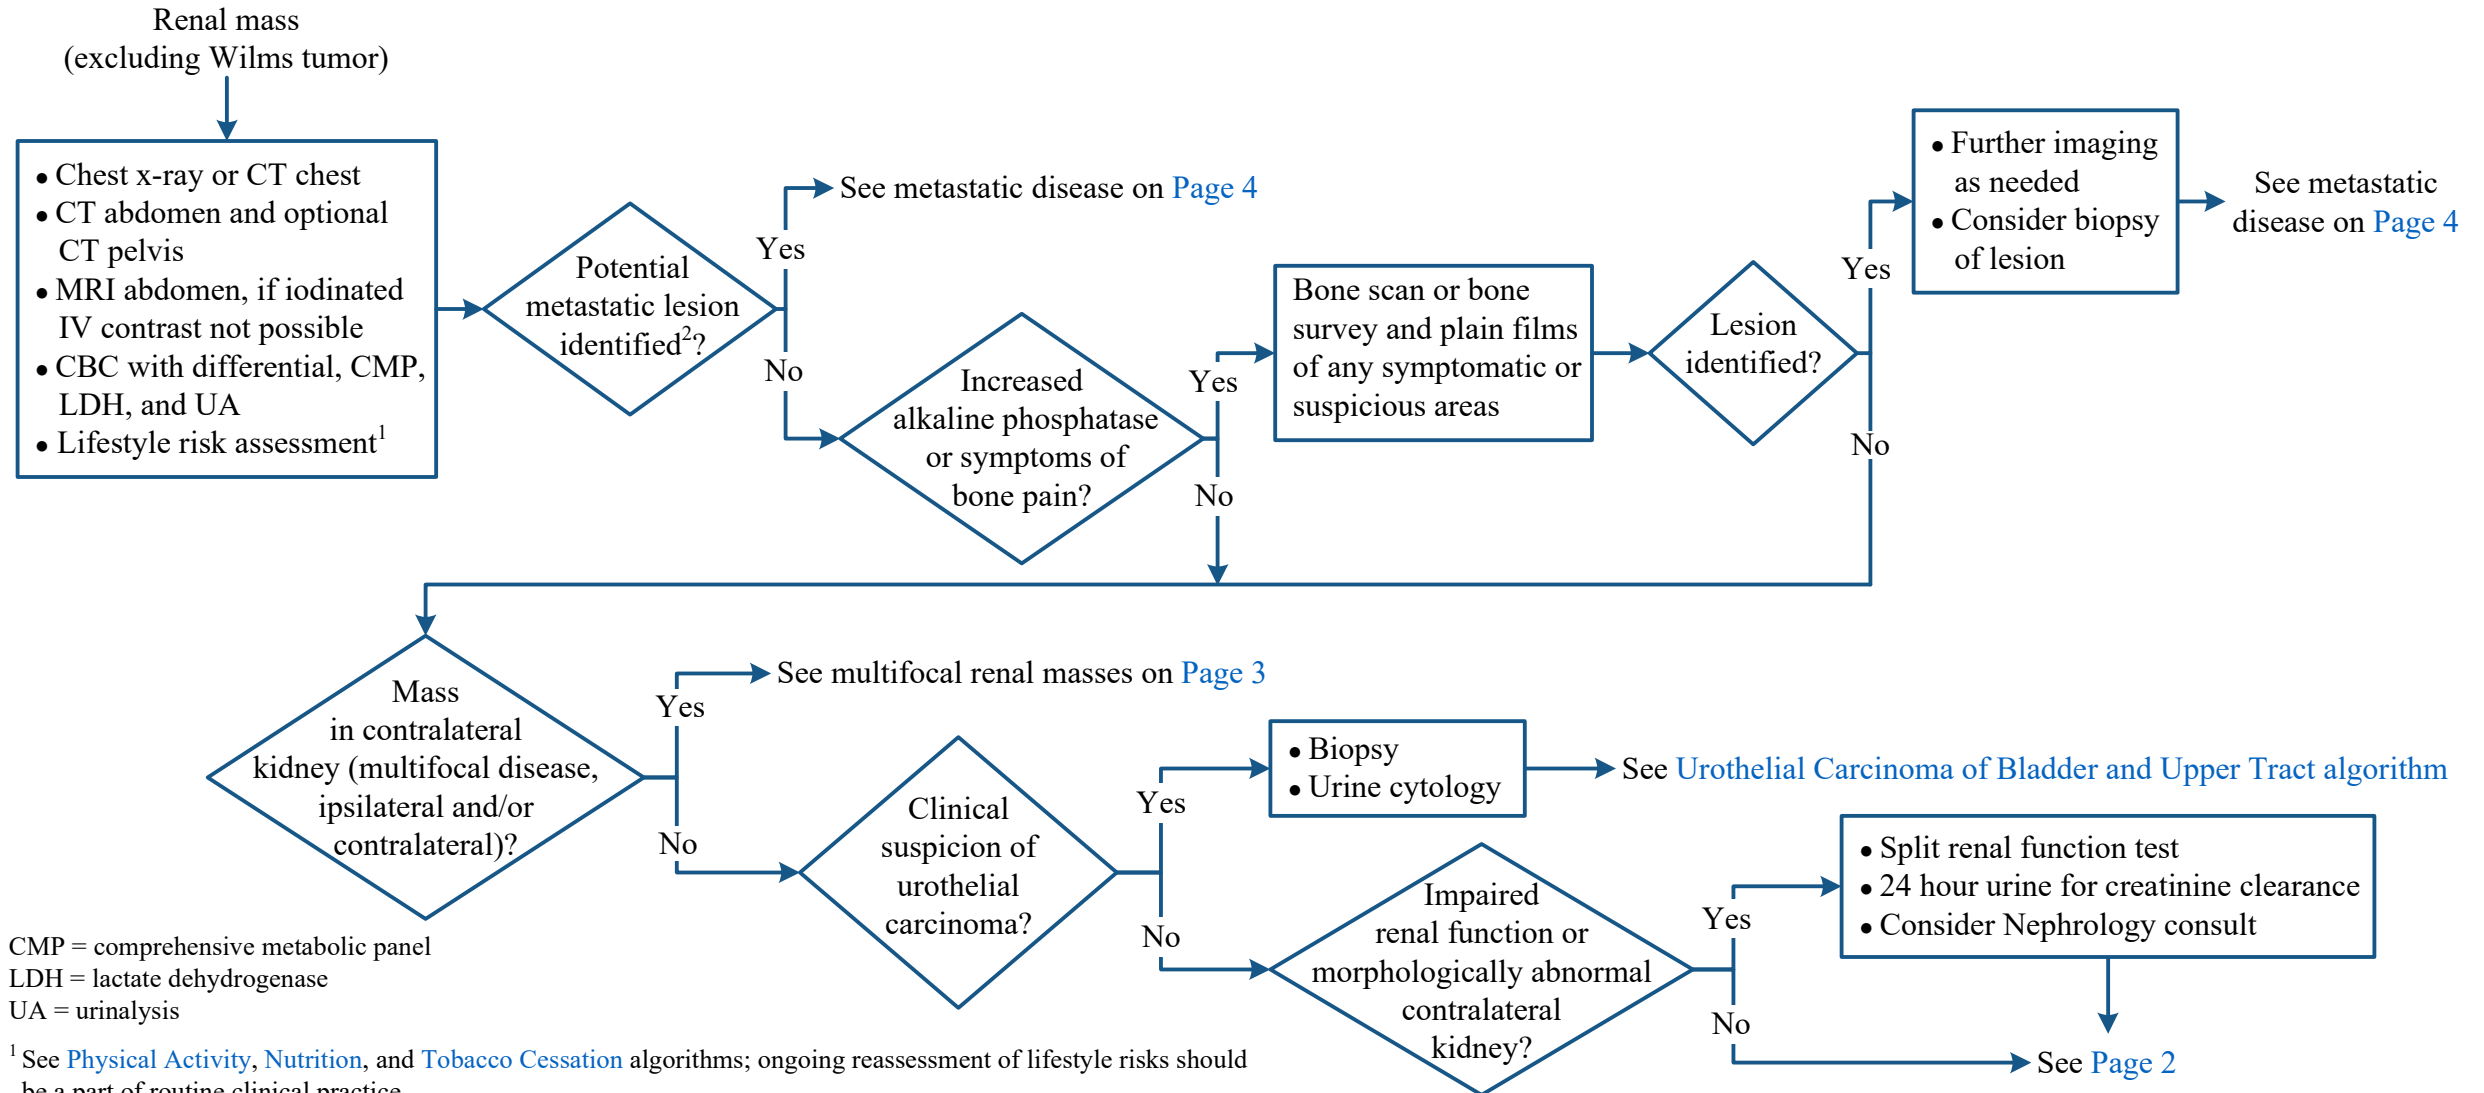 Renal mass
(excluding Wilms tumor)
• Chest x-ray or CT chest
• CT abdomen and optional
CT pelvis
• MRI abdomen, if iodinated
IV contrast not possible
• CBC with differential, CMP,
LDH, and UA
• Lifestyle risk assessment1
Potential
metastatic lesion
identified2?
Yes
See metastatic disease on Page 4
No
Increased
alkaline phosphatase
or symptoms of
bone pain?
Yes
No
Bone scan or bone
survey and plain films
of any symptomatic or
suspicious areas
Lesion
identified?
Yes
No
• Further imaging
as needed
• Consider biopsy
of lesion
See metastatic
disease on Page 4
Mass
in contralateral
kidney (multifocal disease,
ipsilateral and/or
contralateral)?
Yes
See multifocal renal masses on Page 3
No
Clinical
suspicion of
urothelial
carcinoma?
Yes
• Biopsy
• Urine cytology
See Urothelial Carcinoma of Bladder and Upper Tract algorithm
No
Impaired
renal function or
morphologically abnormal
contralateral
kidney?
Yes
• Split renal function test
• 24 hour urine for creatinine clearance
• Consider Nephrology consult
No
See Page 2
CMP = comprehensive metabolic panel
LDH = lactate dehydrogenase
UA = urinalysis
1 See Physical Activity, Nutrition, and Tobacco Cessation algorithms; ongoing reassessment of lifestyle risks should
be a part of routine clinical practice